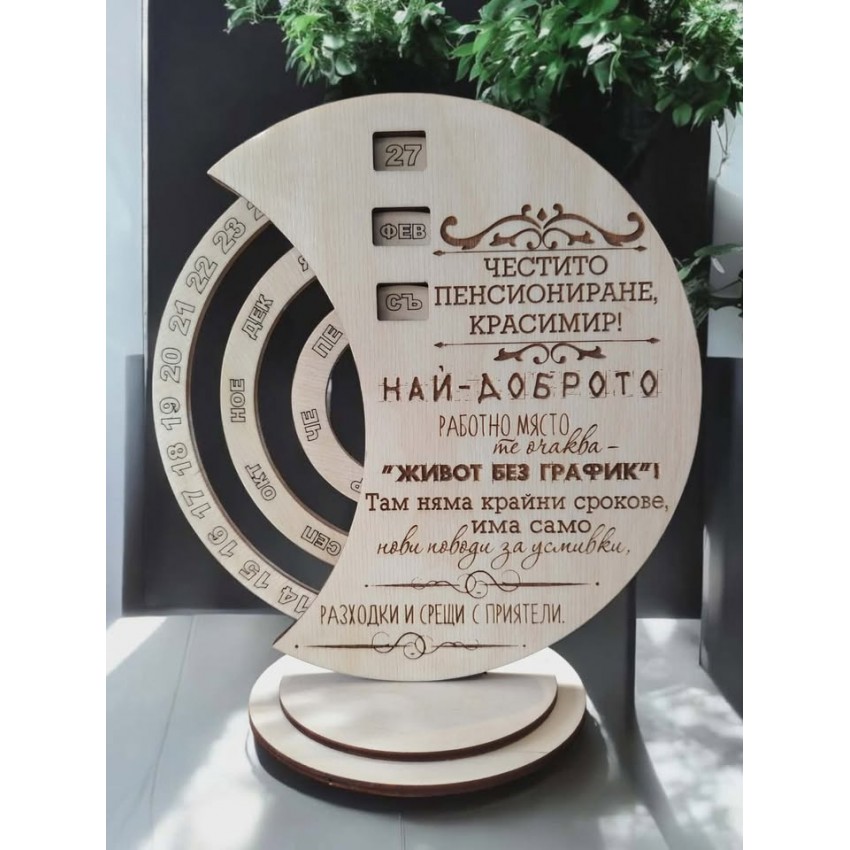 27
ФЕВ
СЪ
ЧЕСТИТО
ПЕНСИОНИРАНЕ,
КРАСИМИР!
НАЙ-ДОБРОТО
РАБОТНО МЯСТО
те очаква –
"ЖИВОТ БЕЗ ГРАФИК"!
Там няма крайни срокове,
има само
нови поводи за усмивки,
РАЗХОДКИ И СРЕЩИ С ПРИЯТЕЛИ.
23
22
21
20
19
18
17
16
15
14
ДЕК
НОЕ
ОКТ
СЕП
ПЕ
ЧЕ